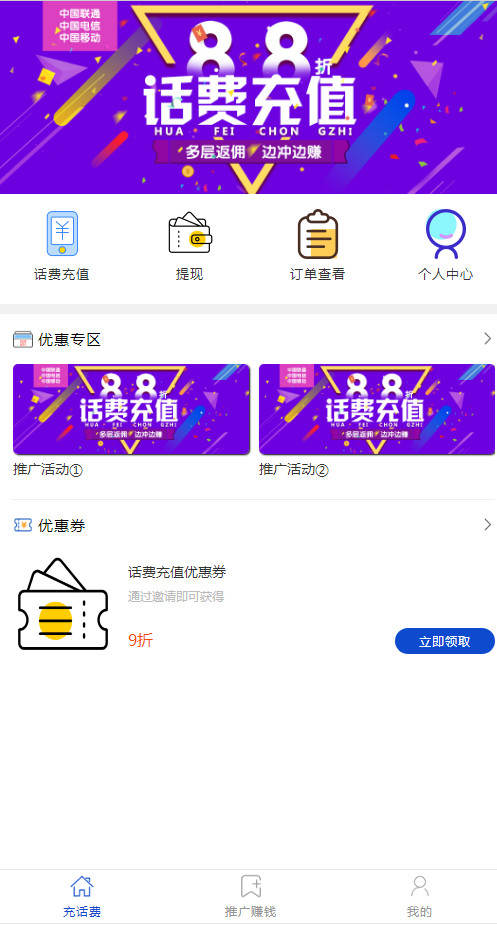 中国联通
中国电信
中国移动
8.8折
话费充值
HUA FEI CHON GZHI
多层返佣 边冲边赚
话费充值 提现 订单查看 个人中心
优惠专区
中国联通
中国电信
中国移动
8.8折
话费充值
HUA FEI CHON GZHI
多层返佣 边冲边赚
中国联通
中国电信
中国移动
8.8折
话费充值
HUA FEI CHON GZHI
多层返佣 边冲边赚
推广活动① 推广活动②
优惠券
话费充值优惠券
通过邀请即可获得
9折 立即领取
充话费 推广赚钱 我的